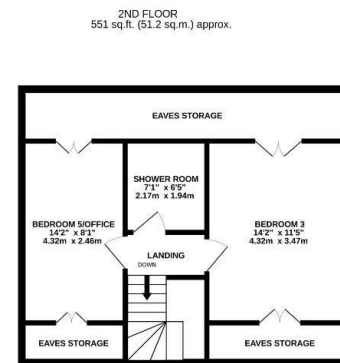 2ND FLOOR
551 sq.ft. (51.2 sq.m.) approx.
EAVES STORAGE
SHOWER ROOM
7'1" x 6'5"
2.17m x 1.94m
BEDROOM 5/OFFICE
14'2" x 8'1"
4.32m x 2.46m
BEDROOM 3
14'2" x 11'5"
4.32m x 3.47m
LANDING
DOWN
EAVES STORAGE
EAVES STORAGE